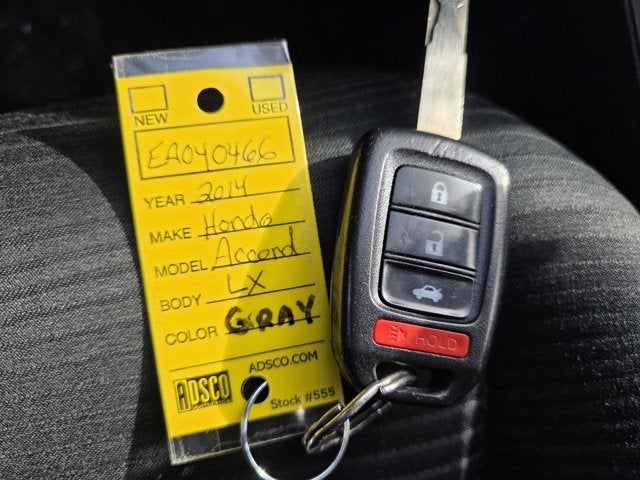 NEW USED
EA040466
YEAR 2014
MAKE Honda
MODEL Accord
BODY LX
COLOR GRAY
ADSCO.COM
ADSCO
COMPANIES
Stock #555
HOLD